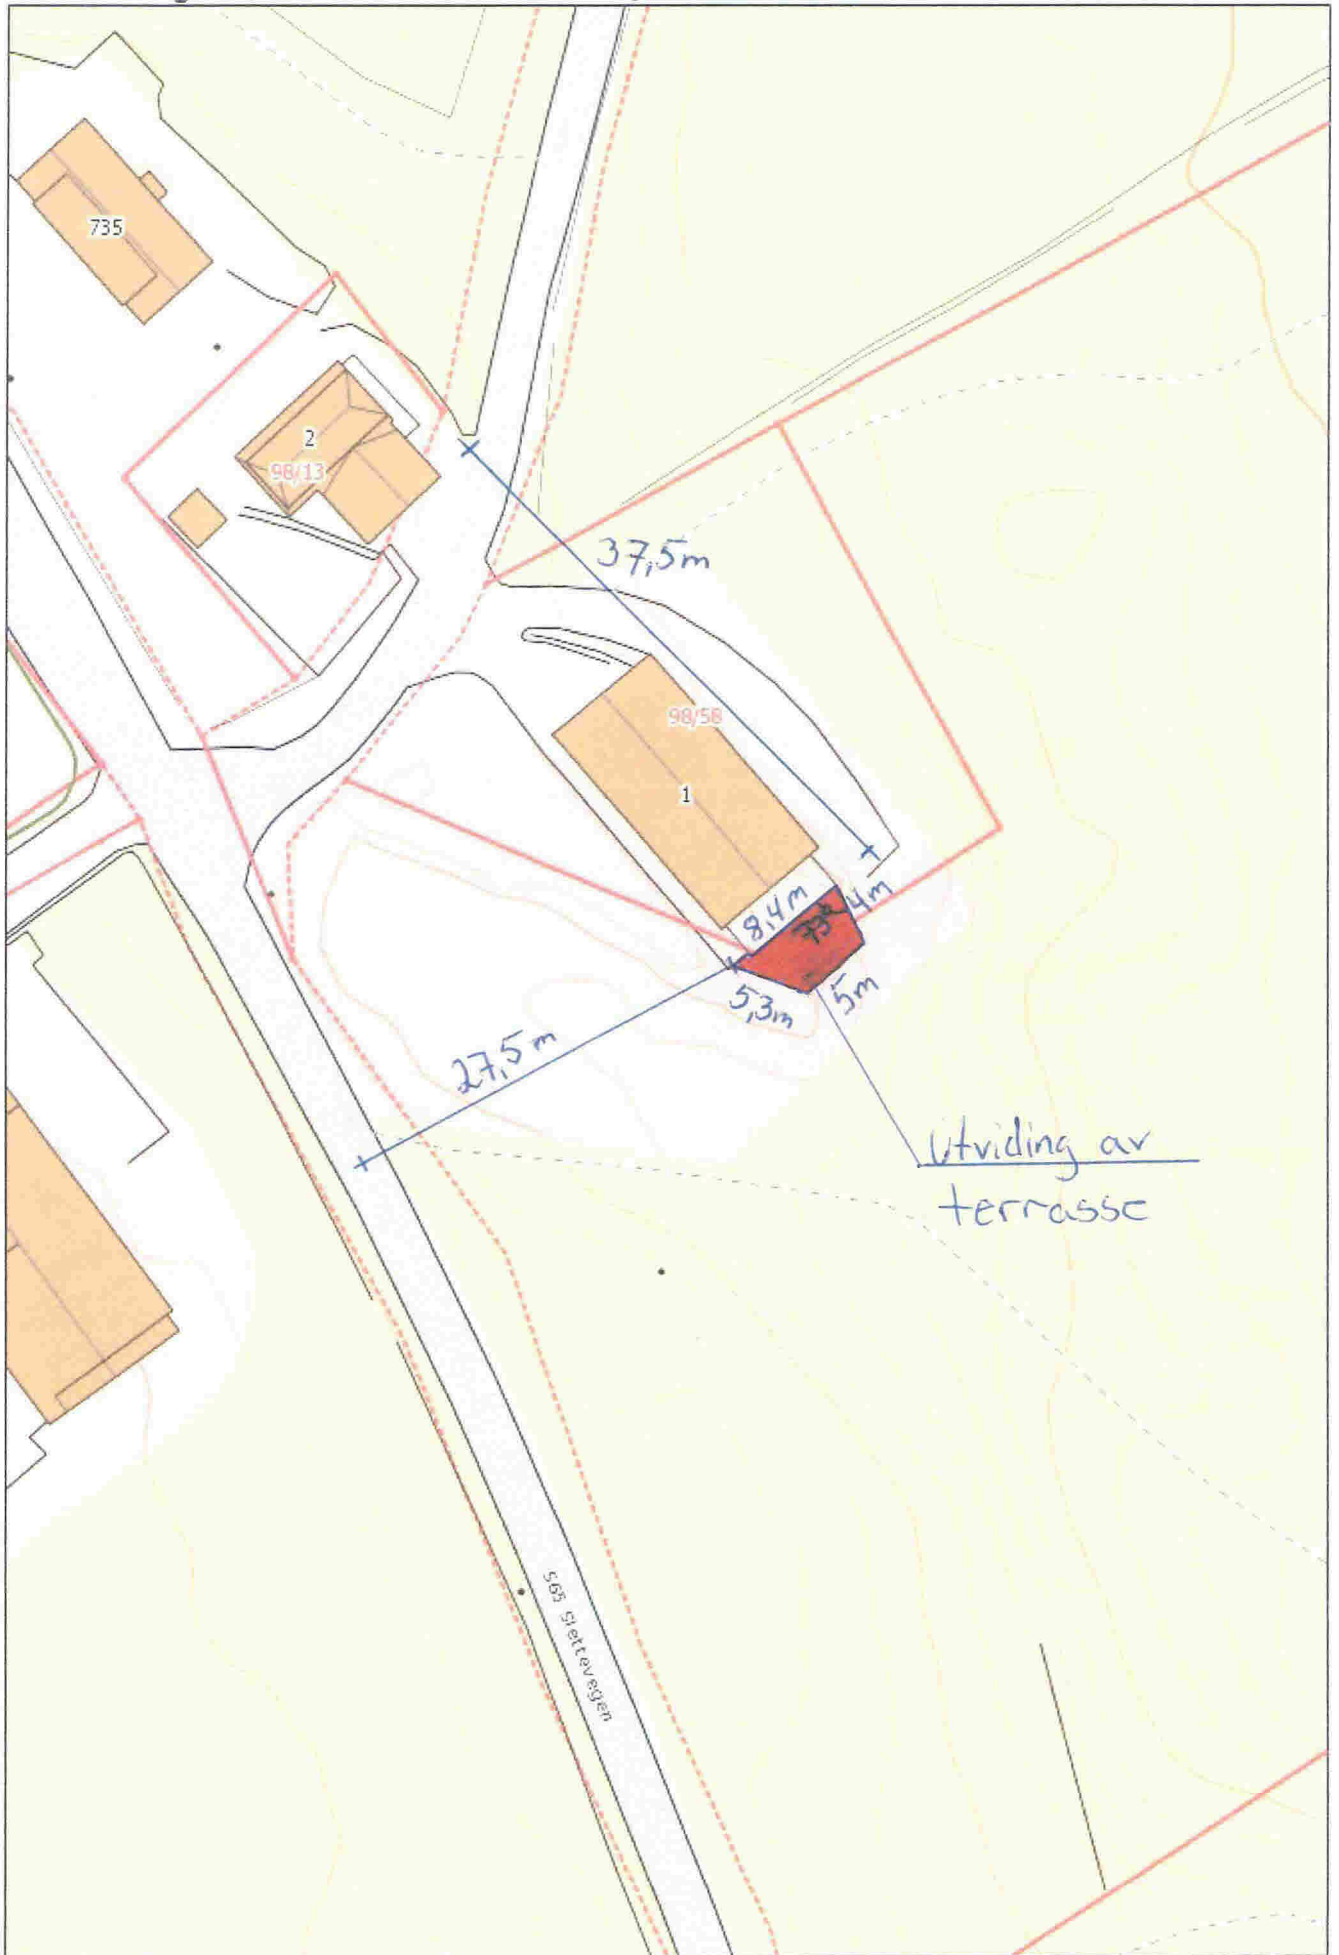 735
2
98/13
37,5m
98/58
1
8,4m
73°
4m
5,3m
5m
27,5m
Utviding av
terrasse
565 Slettevegen